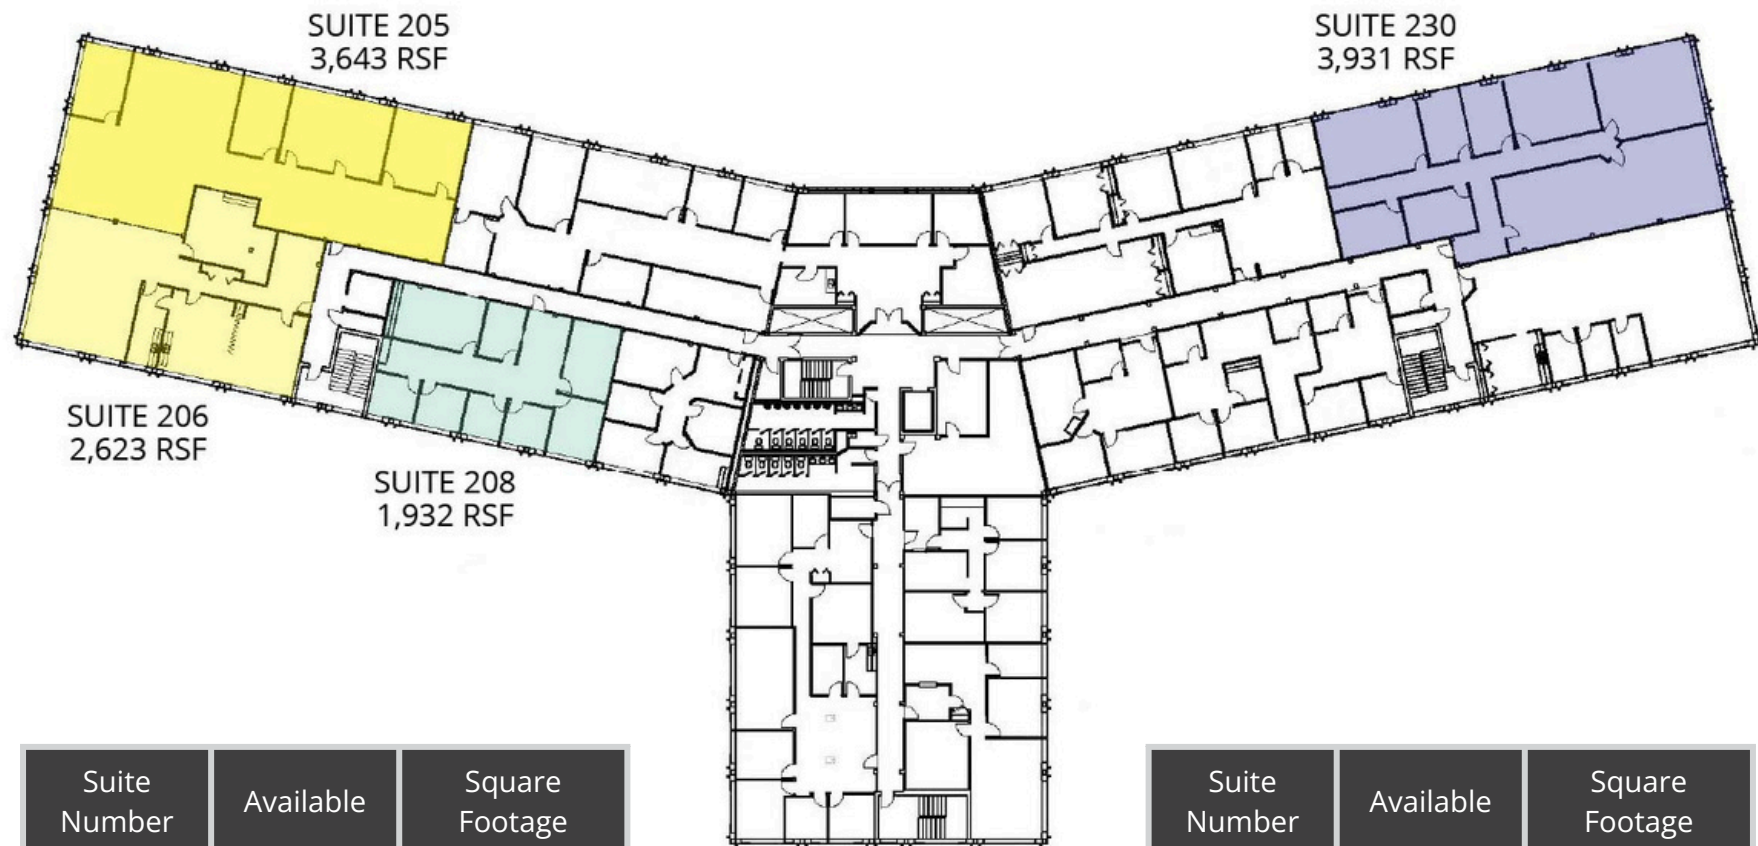 SUITE 205
3,643 RSF
SUITE 230
3,931 RSF
SUITE 206
2,623 RSF
SUITE 208
1,932 RSF
Suite
Number
Available
Square
Footage
Suite
Number
Available
Square
Footage